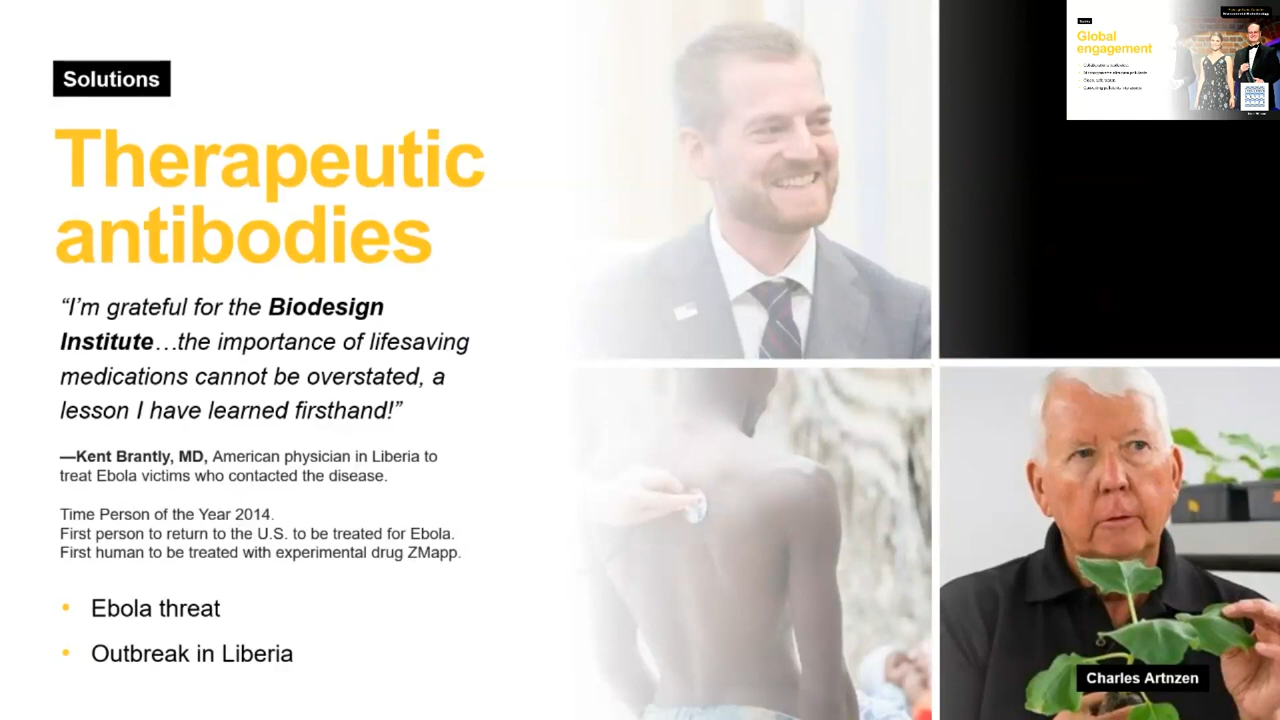 Solutions
Therapeutic
antibodies
“I’m grateful for the Biodesign
Institute…the importance of lifesaving
medications cannot be overstated, a
lesson I have learned firsthand!”
—Kent Brantly, MD, American physician in Liberia to
treat Ebola victims who contacted the disease.
Time Person of the Year 2014.
First person to return to the U.S. to be treated for Ebola.
First human to be treated with experimental drug ZMapp.
• Ebola threat
• Outbreak in Liberia
Charles Artnzen
Global
engagement